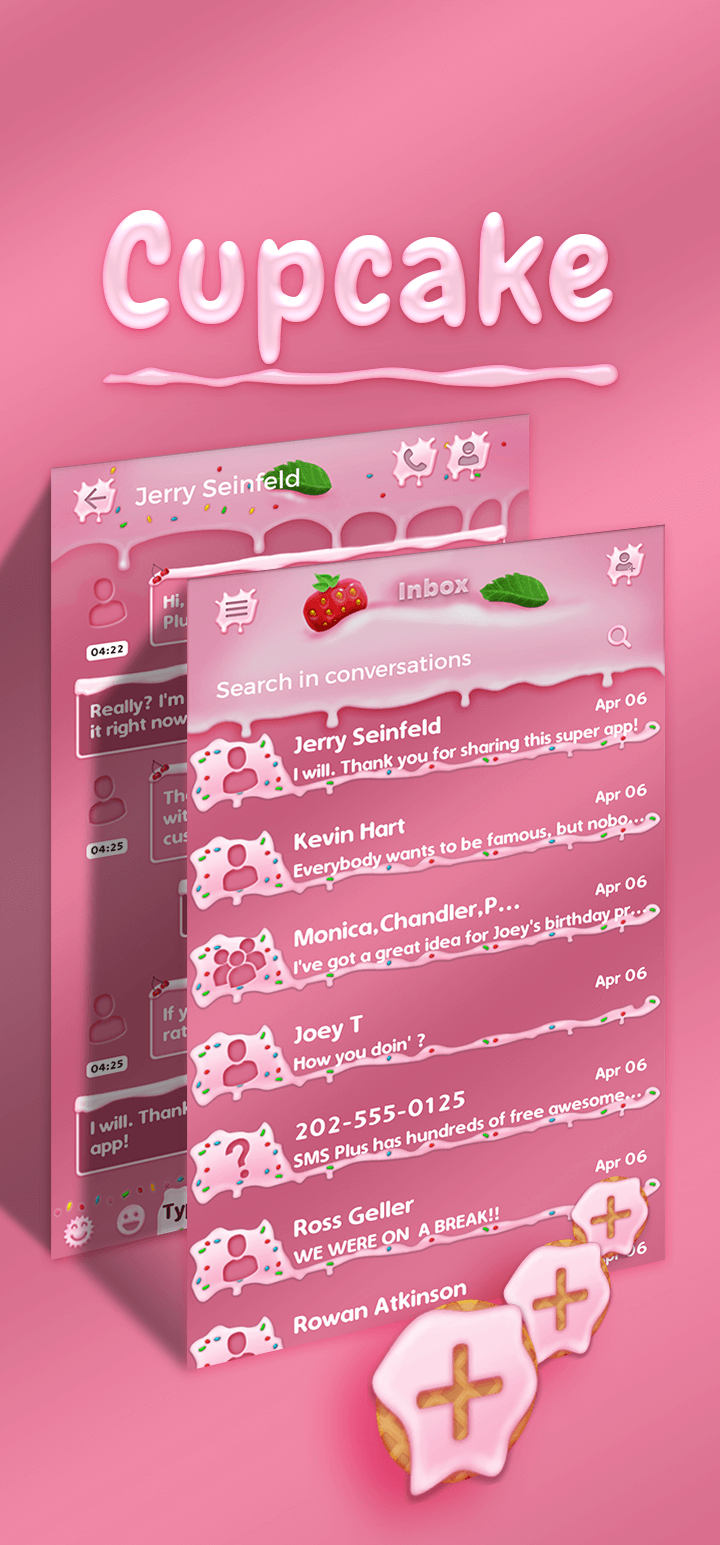 Cupcake
Jerry Seinfeld
Hi,
04:22
Really? I'm
it right now
04:25
04:25
I will. Thank
app!
Inbox
Search in conversations
Apr 06
Jerry Seinfeld
I will. Thank you for sharing this super app!
Apr 06
Kevin Hart
Everybody wants to be famous, but nobo...
Apr 06
Monica,Chandler,P...
I've got a great idea for Joey's birthday pr...
Apr 06
Joey T
How you doin' ?
Apr 06
202-555-0125
SMS Plus has hundreds of free awesome...
Apr 06
Ross Geller
WE WERE ON A BREAK!!
Rowan Atkinson